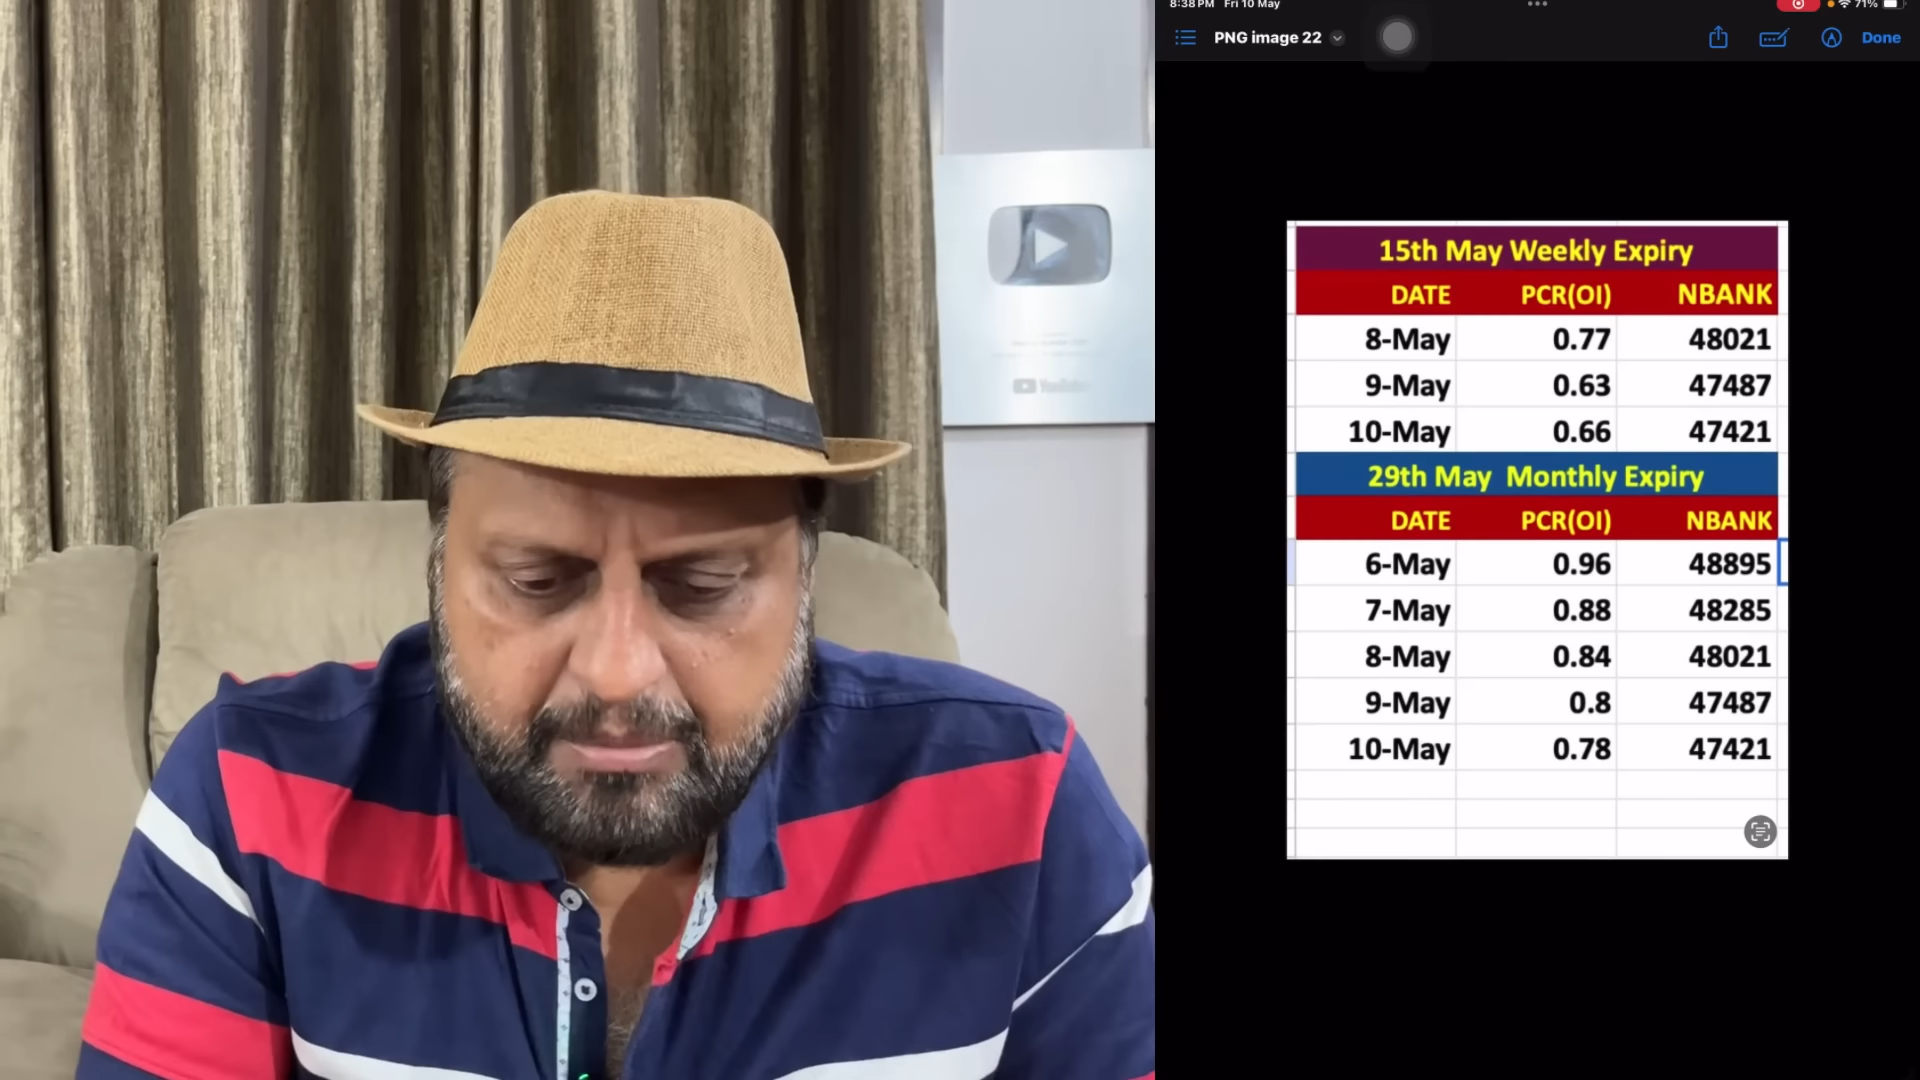 8:38 PM Fri 10 May
71%
PNG image 22
Done
15th May Weekly Expiry
DATE PCR(OI) NBANK
8-May 0.77 48021
9-May 0.63 47487
10-May 0.66 47421
29th May Monthly Expiry
DATE PCR(OI) NBANK
6-May 0.96 48895
7-May 0.88 48285
8-May 0.84 48021
9-May 0.8 47487
10-May 0.78 47421
YouTube